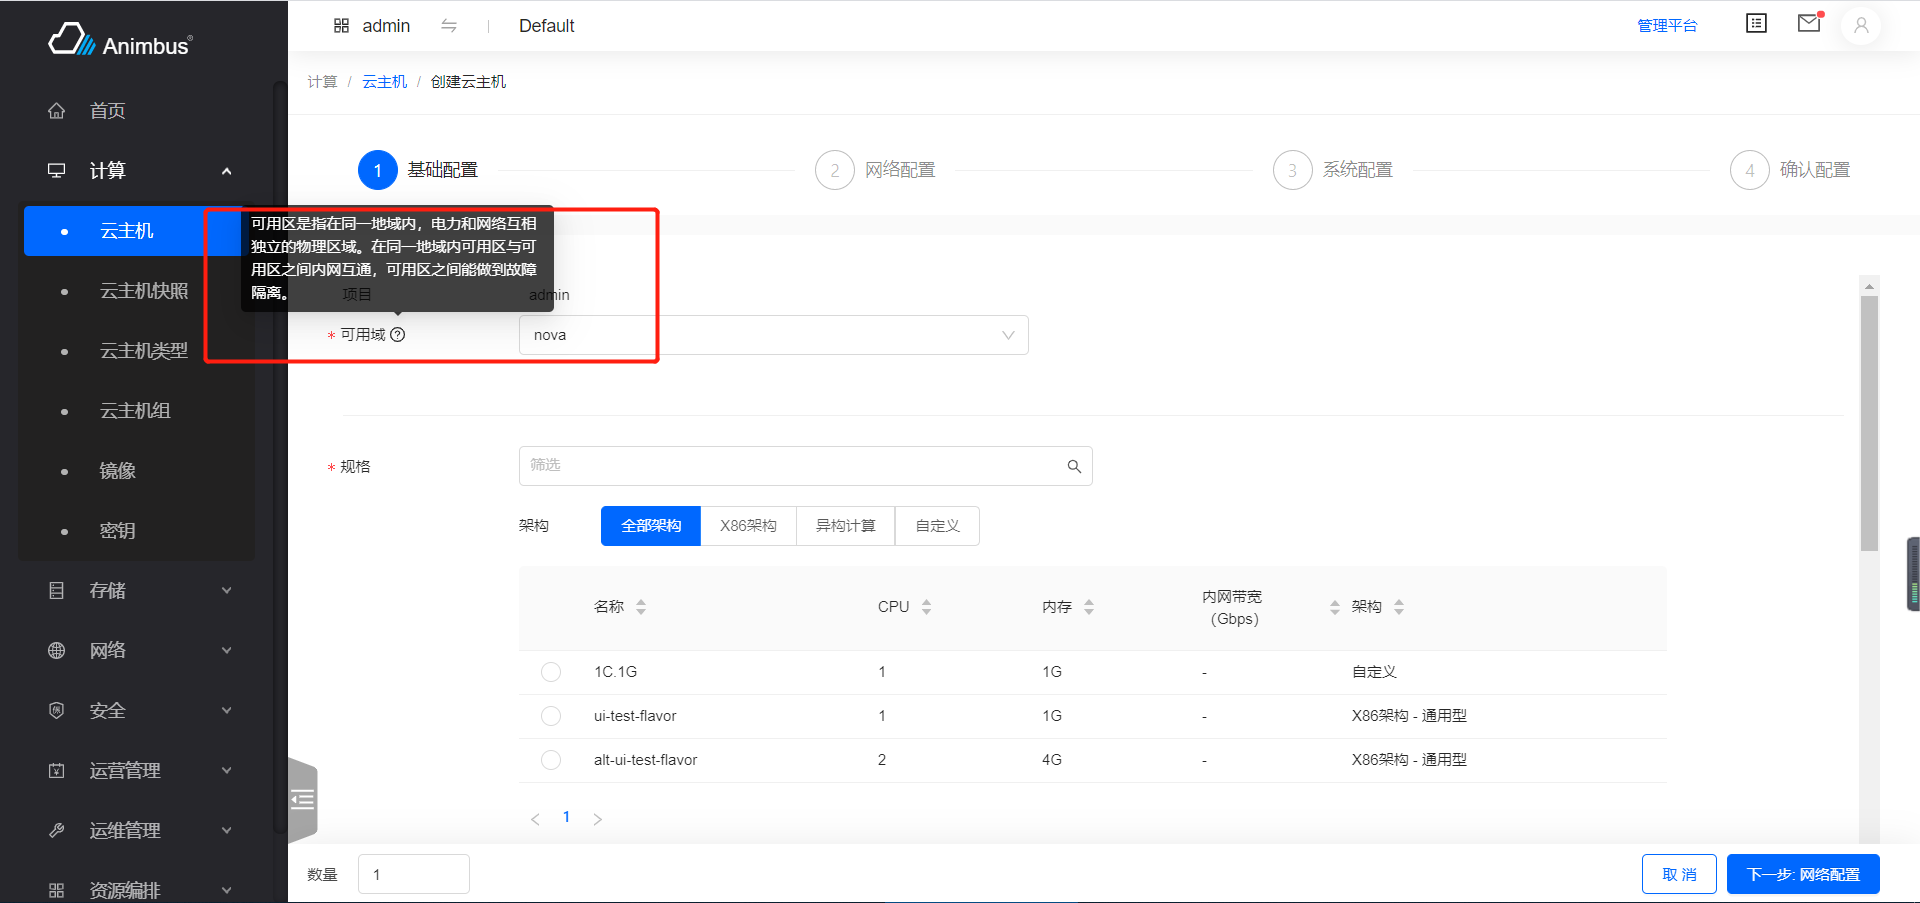 Animbus®
admin
Default
管理平台
首页
计算
云主机
云主机快照
云主机类型
云主机组
镜像
密钥
存储
网络
安全
运营管理
运维管理
资源编排
计算 / 云主机 / 创建云主机
1 基础配置
2 网络配置
3 系统配置
4 确认配置
可用区是指在同一地域内，电力和网络互相
独立的物理区域。在同一地域内可用区与可
用区之间内网互通，可用区之间能做到故障
隔离。
项目 admin
* 可用域 nova
* 规格 筛选
架构 全部架构 X86架构 异构计算 自定义
名称 CPU 内存 内网带宽 (Gbps) 架构
1C.1G 1 1G - 自定义
ui-test-flavor 1 1G - X86架构 - 通用型
alt-ui-test-flavor 2 4G - X86架构 - 通用型
< 1 >
数量 1
取 消
下一步: 网络配置